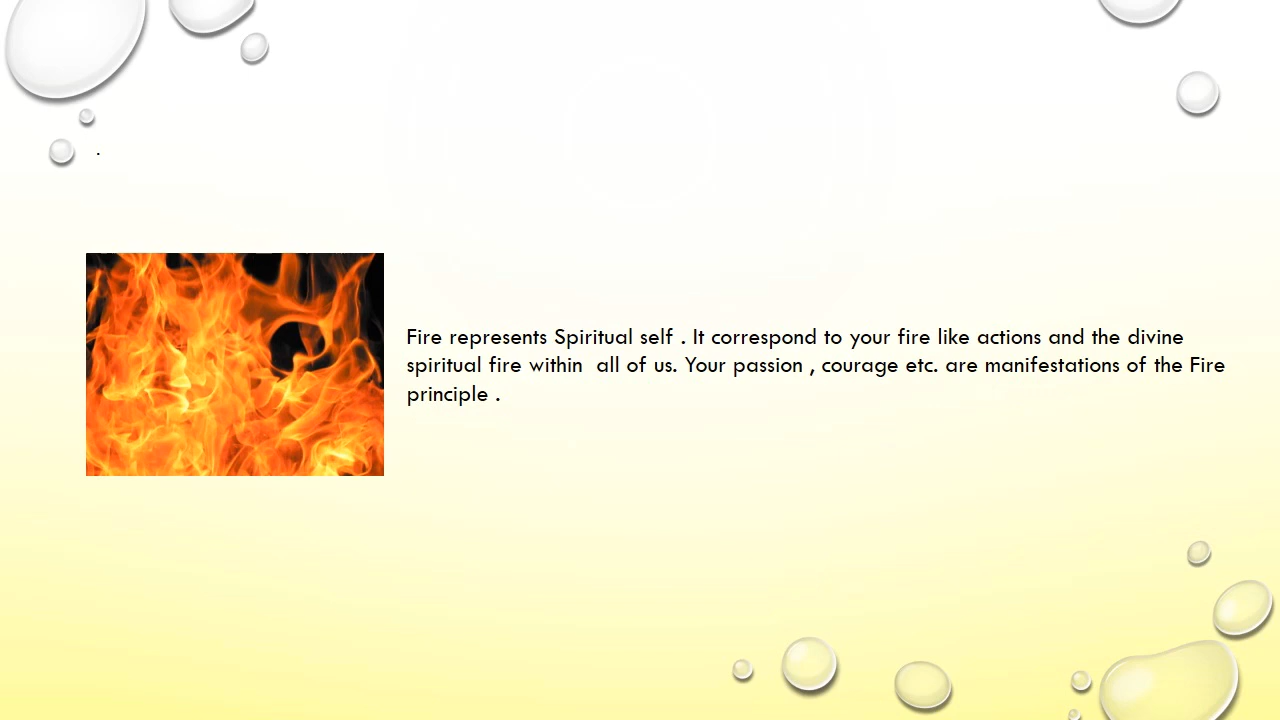 .
Fire represents Spiritual self . It correspond to your fire like actions and the divine
spiritual fire within  all of us. Your passion , courage etc. are manifestations of the Fire
principle .